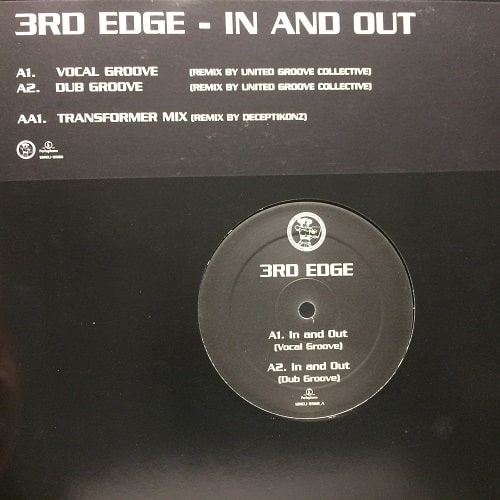 3RD EDGE - IN AND OUT
A1. VOCAL GROOVE (REMIX BY UNITED GROOVE COLLECTIVE)
A2. DUB GROOVE (REMIX BY UNITED GROOVE COLLECTIVE)
AA1. TRANSFORMER MIX (REMIX BY DECEPTIKONZ)
Parlophone
3RD EDGE
A1. In and Out
(Vocal Groove)
A2. In and Out
(Dub Groove)
Parlophone